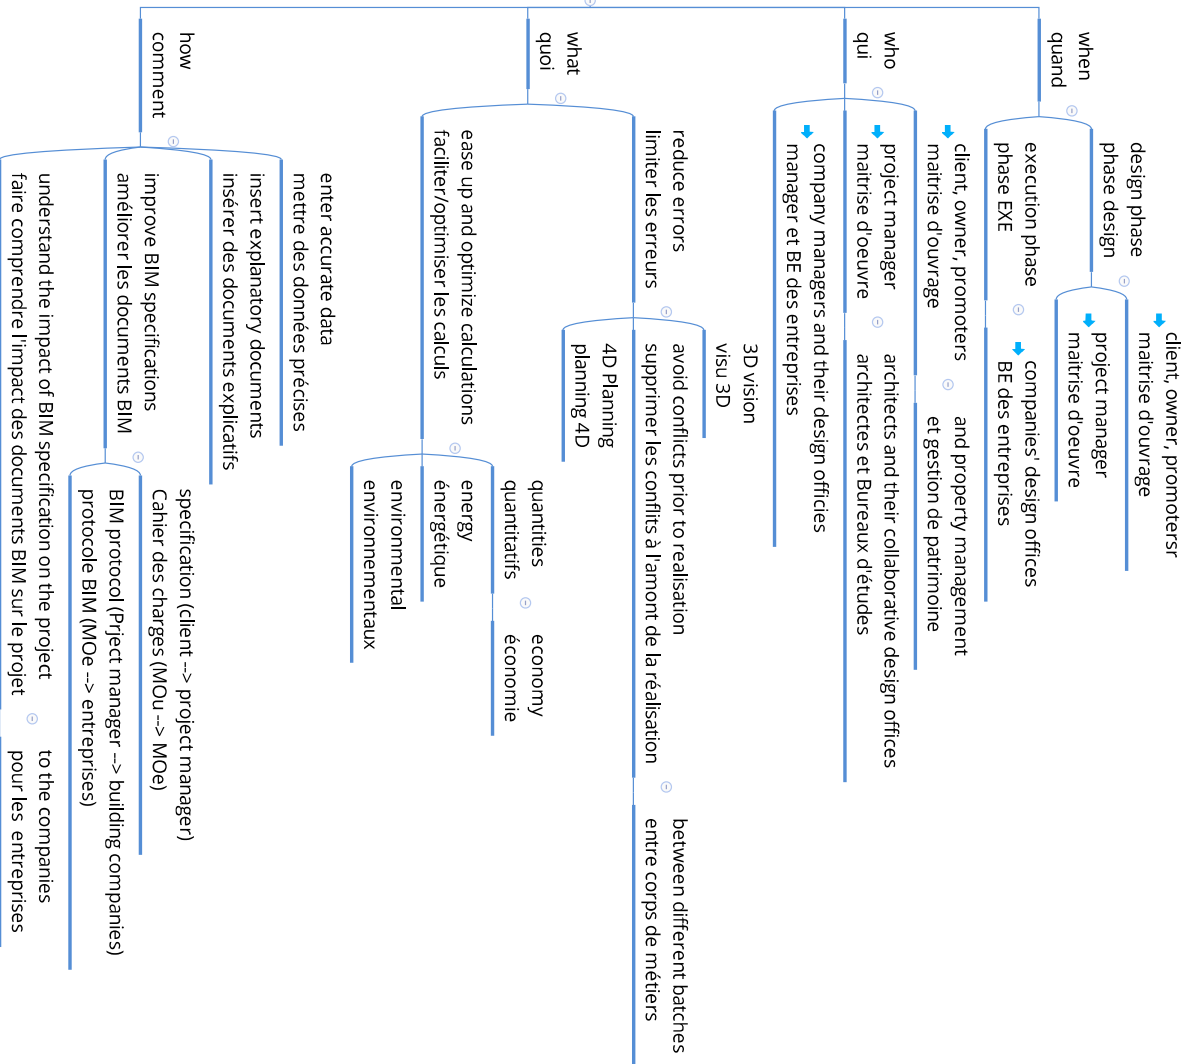 when
quand
design phase
phase design
client, owner, promotersr
maitrise d'ouvrage
project manager
maitrise d'oeuvre
execution phase
phase EXE
companies' design offices
BE des entreprises
who
qui
client, owner, promoters
maitrise d'ouvrage
and property management
et gestion de patrimoine
project manager
maitrise d'oeuvre
architects and their collaborative design offices
architectes et Bureaux d'études
company managers and their design officies
manager et BE des entreprises
what
quoi
reduce errors
limiter les erreurs
3D vision
visu 3D
avoid conflicts prior to realisation
supprimer les conflits à l'amont de la réalisation
between different batches
entre corps de métiers
4D Planning
planning 4D
ease up and optimize calculations
faciliter/optimiser les calculs
quantities
quantitatifs
economy
économie
energy
énergétique
environmental
environnementaux
how
comment
enter accurate data
mettre des données précises
insert explanatory documents
insérer des documents explicatifs
improve BIM specifications
améliorer les documents BIM
specification (client --> project manager)
Cahier des charges (MOu --> MOe)
BIM protocol (Prject manager --> building companies)
protocole BIM (MOe --> entreprises)
understand the impact of BIM specification on the project
faire comprendre l'impact des documents BIM sur le projet
to the companies
pour les entreprises